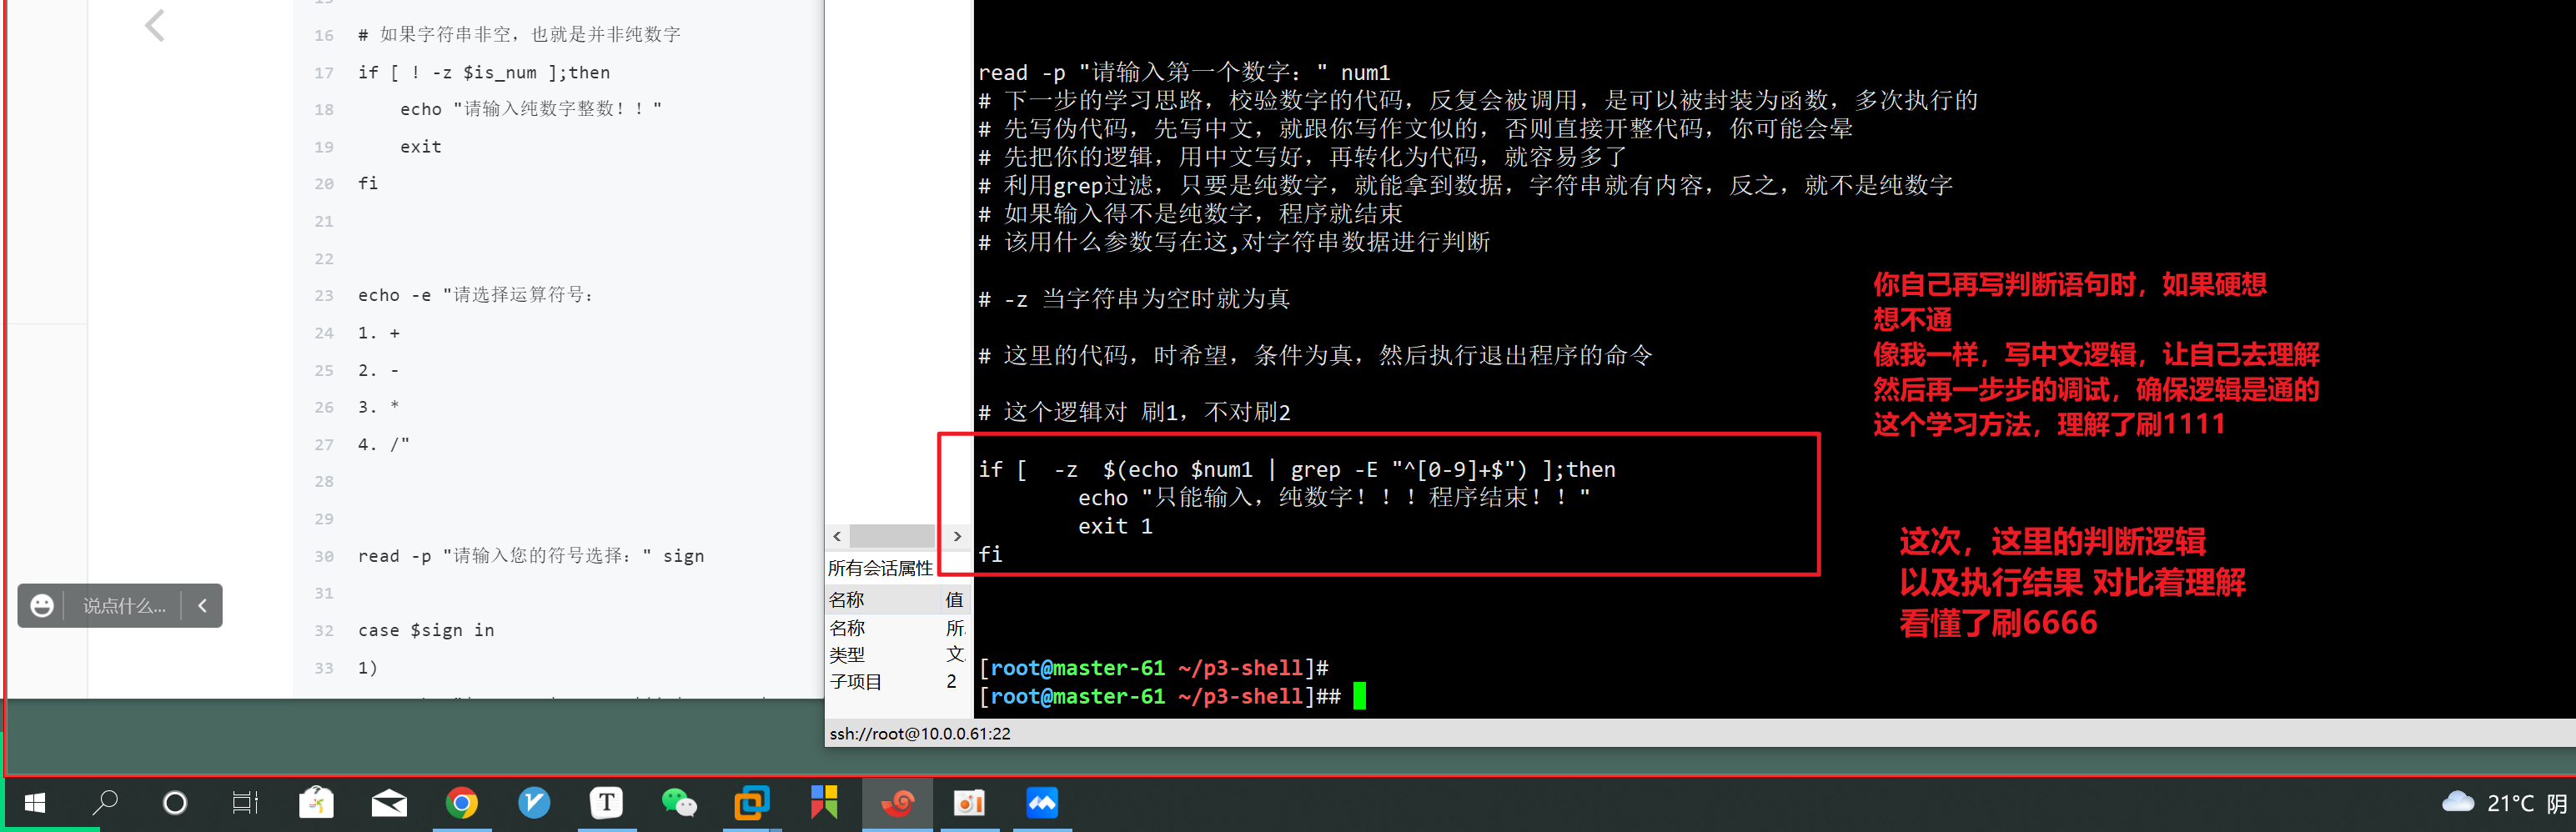 16 # 如果字符串非空，也就是并非纯数字
17 if [ ! -z $is_num ];then
18 echo "请输入纯数字整数！！"
19 exit
20 fi
21
22
23 echo -e "请选择运算符号：
24 1. +
25 2. -
26 3. *
27 4. /"
28
29
30 read -p "请输入您的符号选择：" sign
31
32 case $sign in
33 1)
说点什么...
所有会话属性
名称 值
名称 所
类型 文
子项目 2
read -p "请输入第一个数字：" num1
# 下一步的学习思路，校验数字的代码，反复会被调用，是可以被封装为函数，多次执行的
# 先写伪代码，先写中文，就跟你写作文似的，否则直接开整代码，你可能会晕
# 先把你的逻辑，用中文写好，再转化为代码，就容易多了
# 利用grep过滤，只要是纯数字，就能拿到数据，字符串就有内容，反之，就不是纯数字
# 如果输入得不是纯数字，程序就结束
# 该用什么参数写在这,对字符串数据进行判断
# -z 当字符串为空时就为真
# 这里的代码，时希望，条件为真，然后执行退出程序的命令
# 这个逻辑对 刷1，不对刷2
if [  -z  $(echo $num1 | grep -E "^[0-9]+$") ];then
echo "只能输入，纯数字！！！程序结束！！"
exit 1
fi
[root@master-61 ~/p3-shell]#
[root@master-61 ~/p3-shell]##
你自己再写判断语句时，如果硬想
想不通
像我一样，写中文逻辑，让自己去理解
然后再一步步的调试，确保逻辑是通的
这个学习方法，理解了刷1111
这次，这里的判断逻辑
以及执行结果 对比着理解
看懂了刷6666
ssh://root@10.0.0.61:22
21°C 阴